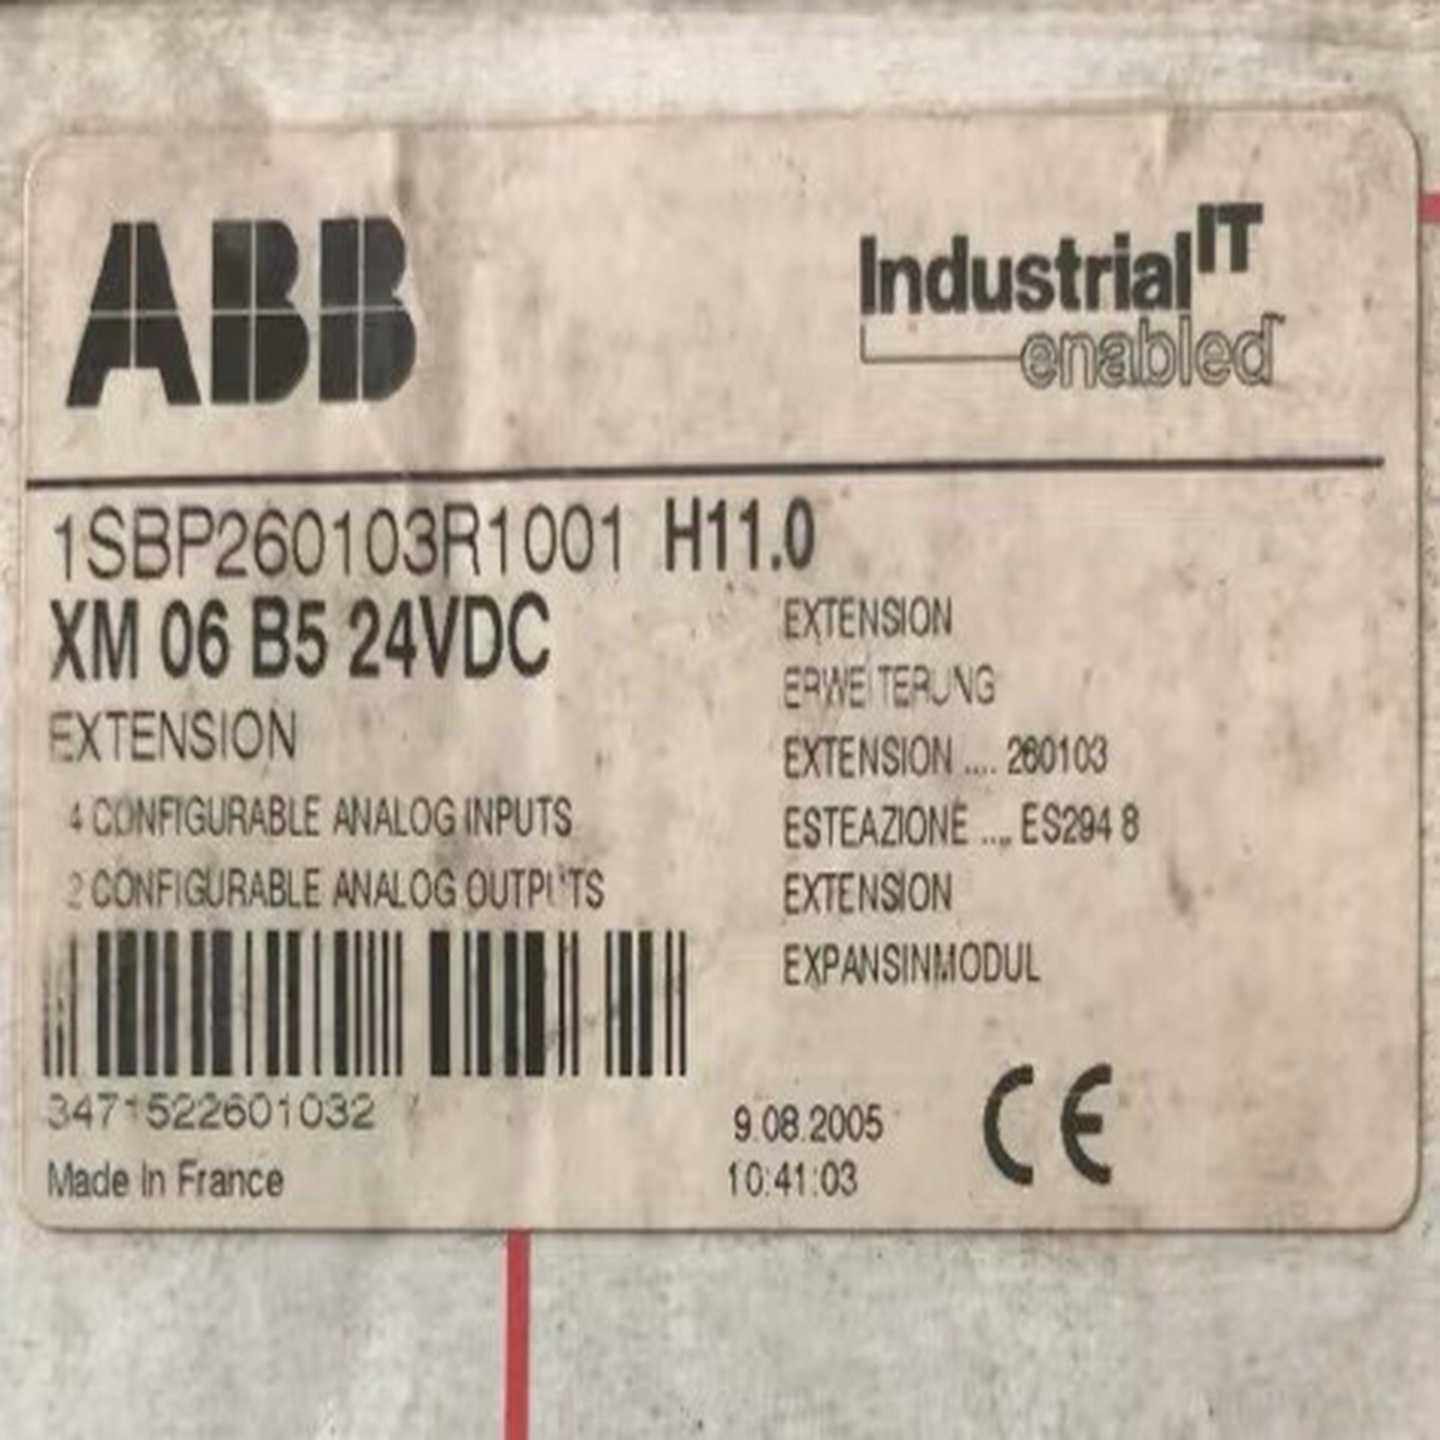 ABB
Industrial IT
enabled™
1SBP260103R1001 H11.0
XM 06 B5 24VDC
EXTENSION
4 CONFIGURABLE ANALOG INPUTS
2 CONFIGURABLE ANALOG OUTPUTS
3471522601032
Made In France
EXTENSION
ERWEITERUNG
EXTENSION .... 260103
ESTEAZIONE .... ES294 8
EXTENSION
EXPANSINMODUL
9.08.2005
10:41:03
CE